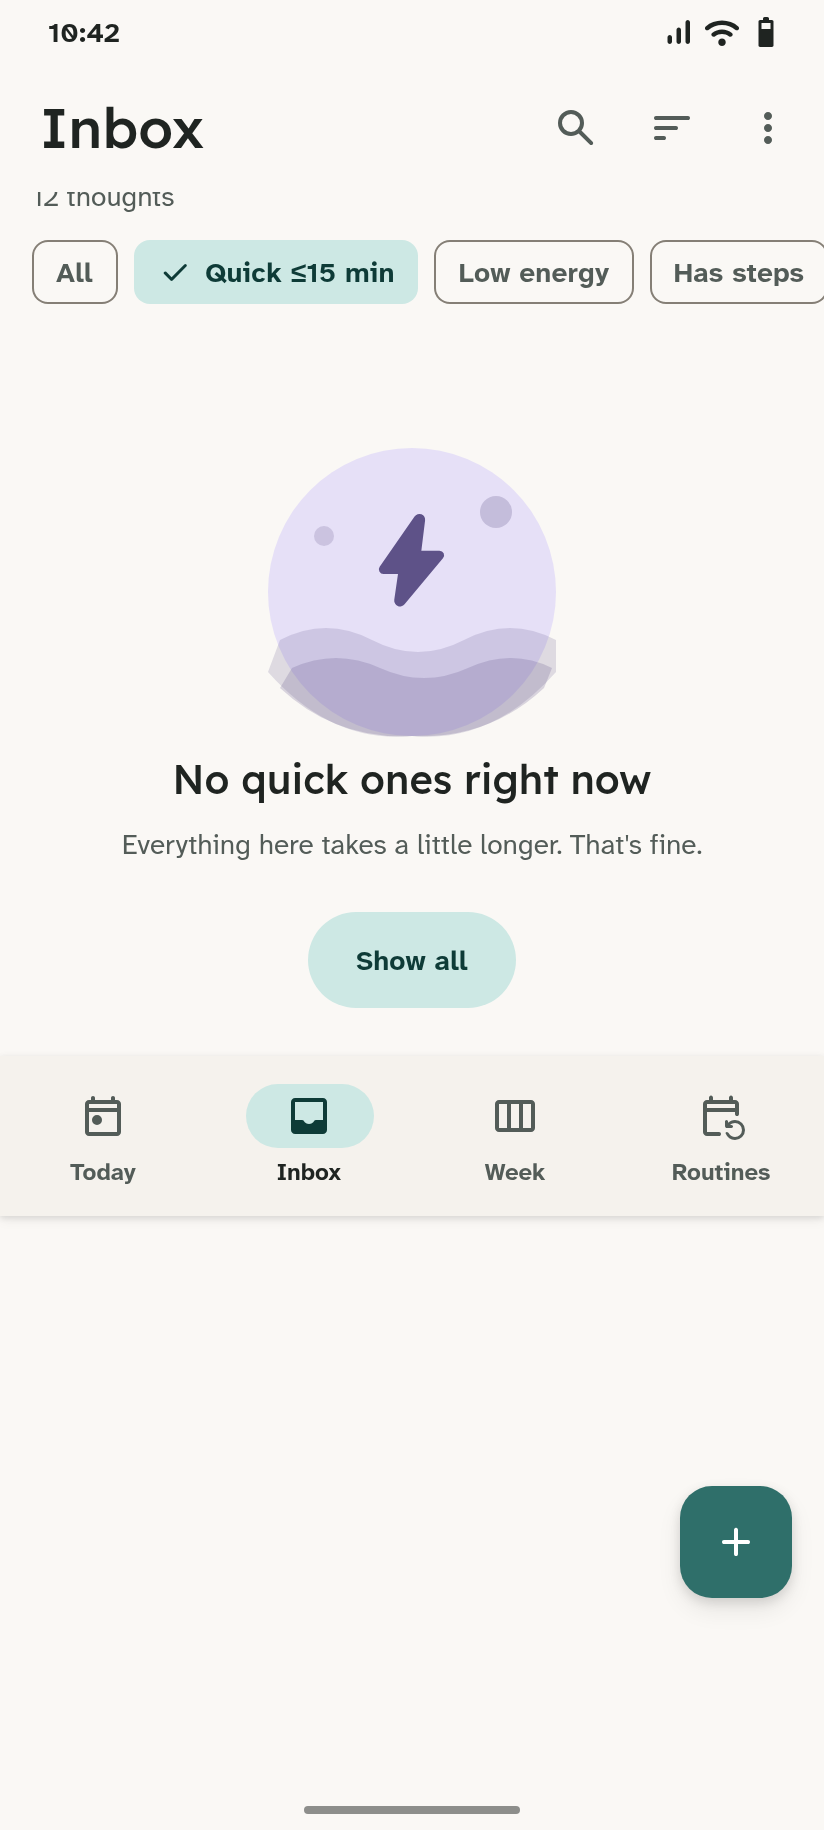 10:42
Inbox
12 thoughts
All
Quick ≤15 min
Low energy
Has steps
No quick ones right now
Everything here takes a little longer. That's fine.
Show all
Today
Inbox
Week
Routines